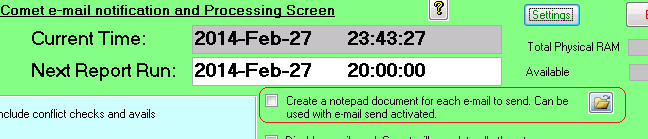 Comet e-mail notification and Processing Screen
?
Settings
Current Time: 2014-Feb-27 23:43:27
Total Physical RAM
Next Report Run: 2014-Feb-27 20:00:00
Available
nclude conflict checks and avails
Create a notepad document for each e-mail to send. Can be
used with e-mail send activated.